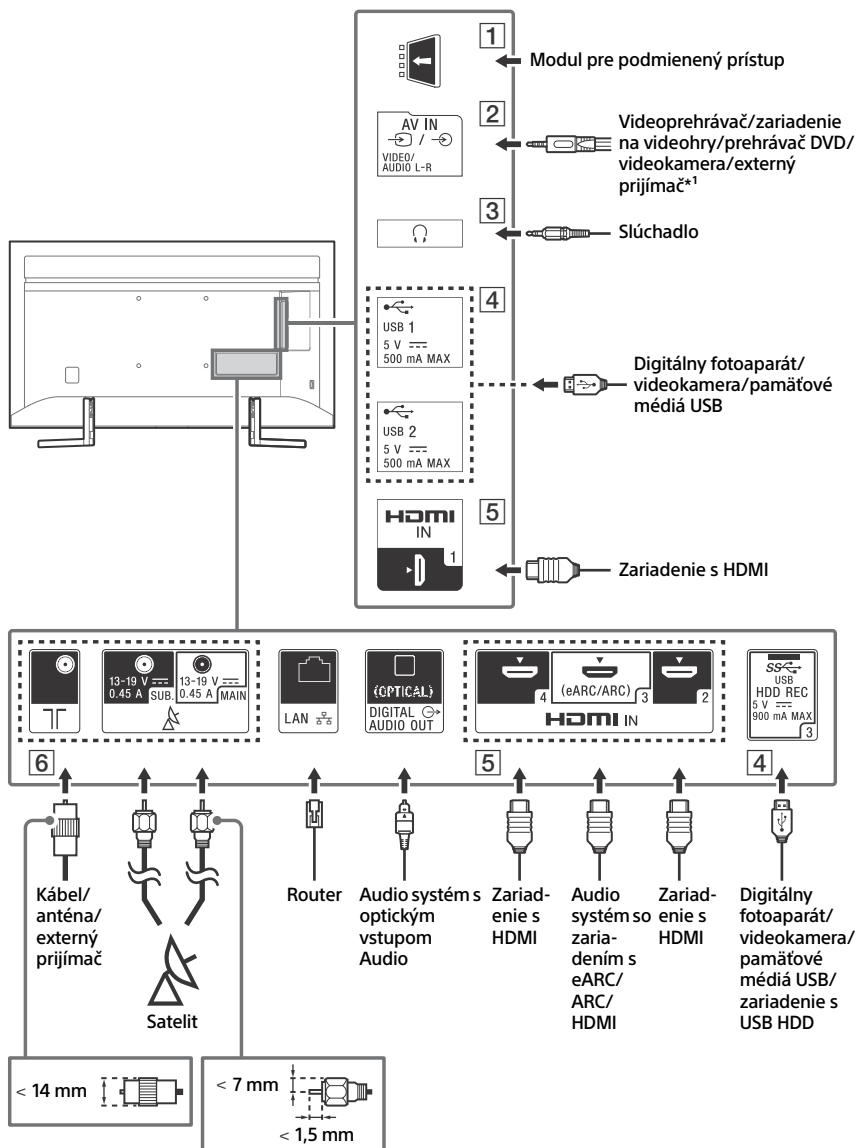 1
Modul pre podmienený prístup
2
AV IN
/
VIDEO/
AUDIO L-R
Videoprehrávač/zariadenie
na videohry/prehrávač DVD/
videokamera/externý
prijímač*1
3
Slúchadlo
4
USB 1
5 V
500 mA MAX
USB 2
5 V
500 mA MAX
Digitálny fotoaparát/
videokamera/pamäťové
médiá USB
5
HDMI
IN
1
Zariadenie s HDMI
13-19 V
0.45 A
SUB.
13-19 V
0.45 A
MAIN
LAN
(OPTICAL)
DIGITAL
AUDIO OUT
4
(eARC/ARC)
3
2
HDMI IN
SS
USB
HDD REC
5 V
900 mA MAX
3
6
5
4
Kábel/
anténa/
externý
prijímač
Satelit
Router
Audio systém s
optickým
vstupom
Audio
Zariad-
enie s
HDMI
Audio
systém so
zaria-
dením s
eARC/
ARC/
HDMI
Zariad-
enie s
HDMI
Digitálny
fotoaparát/
videokamera/
pamäťové
médiá USB/
zariadenie s
USB HDD
< 14 mm
< 7 mm
< 1,5 mm